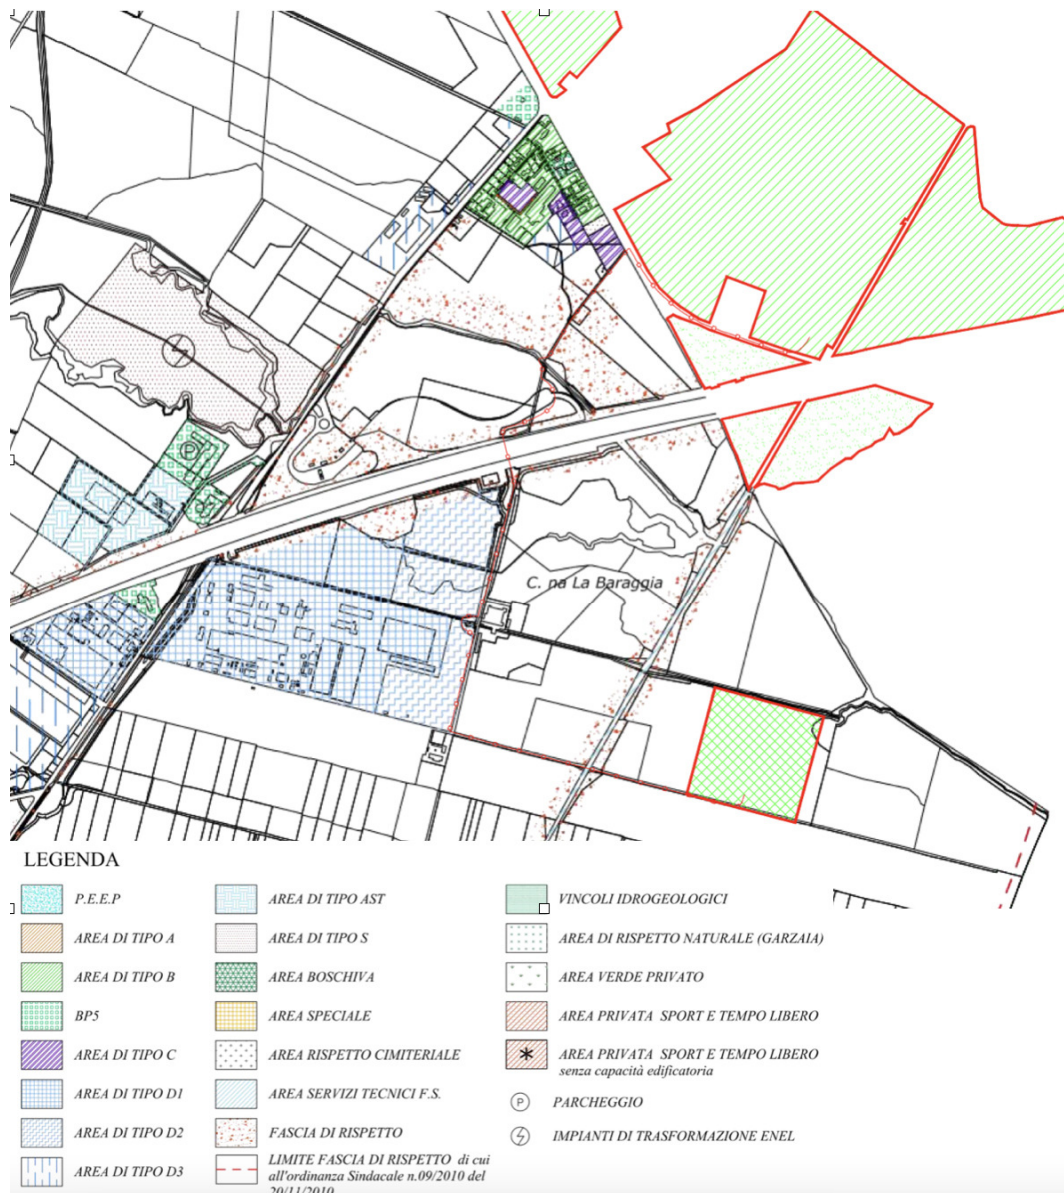 P
C. na La Baraggia
LEGENDA
P.E.E.P
AREA DI TIPO A
AREA DI TIPO B
BP5
AREA DI TIPO C
AREA DI TIPO D1
AREA DI TIPO D2
AREA DI TIPO D3
AREA DI TIPO AST
AREA DI TIPO S
AREA BOSCHIVA
AREA SPECIALE
AREA RISPETTO CIMITERIALE
AREA SERVIZI TECNICI F.S.
FASCIA DI RISPETTO
LIMITE FASCIA DI RISPETTO di cui
all'ordinanza Sindacale n.09/2010 del
20/11/2010
VINCOLI IDROGEOLOGICI
AREA DI RISPETTO NATURALE (GARZAIA)
AREA VERDE PRIVATO
AREA PRIVATA SPORT E TEMPO LIBERO
AREA PRIVATA SPORT E TEMPO LIBERO
senza capacità edificatoria
P PARCHEGGIO
IMPIANTI DI TRASFORMAZIONE ENEL